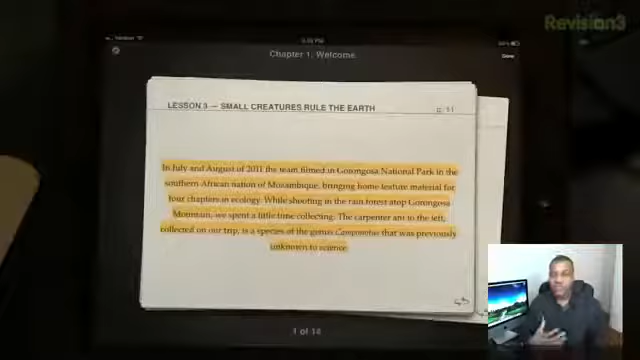 Revision3
Chapter 1: Welcome
Done
LESSON 3 — SMALL CREATURES RULE THE EARTH
p. 51
In July and August of 2011 the team filmed in Gorongosa National Park in the
southern African nation of Mozambique, bringing home texture material for
four chapters in ecology. While shooting in the rain forest atop Gorongosa
Mountain, we spent a little time collecting. The carpenter ant to the left,
collected on our trip, is a species of the genus Camponotus that was previously
unknown to science
1 of 14